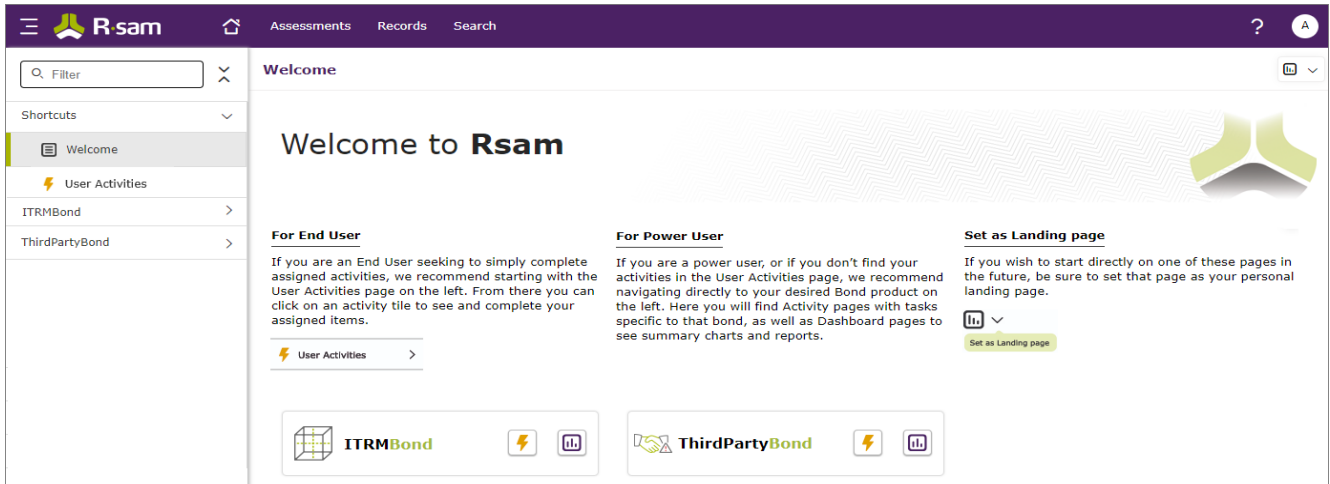 R·sam
Assessments Records Search
?
A
Filter
Welcome
Shortcuts
Welcome
User Activities
ITRMBond
ThirdPartyBond
Welcome to Rsam
For End User
If you are an End User seeking to simply complete
assigned activities, we recommend starting with the
User Activities page on the left. From there you can
click on an activity tile to see and complete your
assigned items.
User Activities
For Power User
If you are a power user, or if you don't find your
activities in the User Activities page, we recommend
navigating directly to your desired Bond product on
the left. Here you will find Activity pages with tasks
specific to that bond, as well as Dashboard pages to
see summary charts and reports.
Set as Landing page
If you wish to start directly on one of these pages in
the future, be sure to set that page as your personal
landing page.
Set as Landing page
ITRMBond
ThirdPartyBond